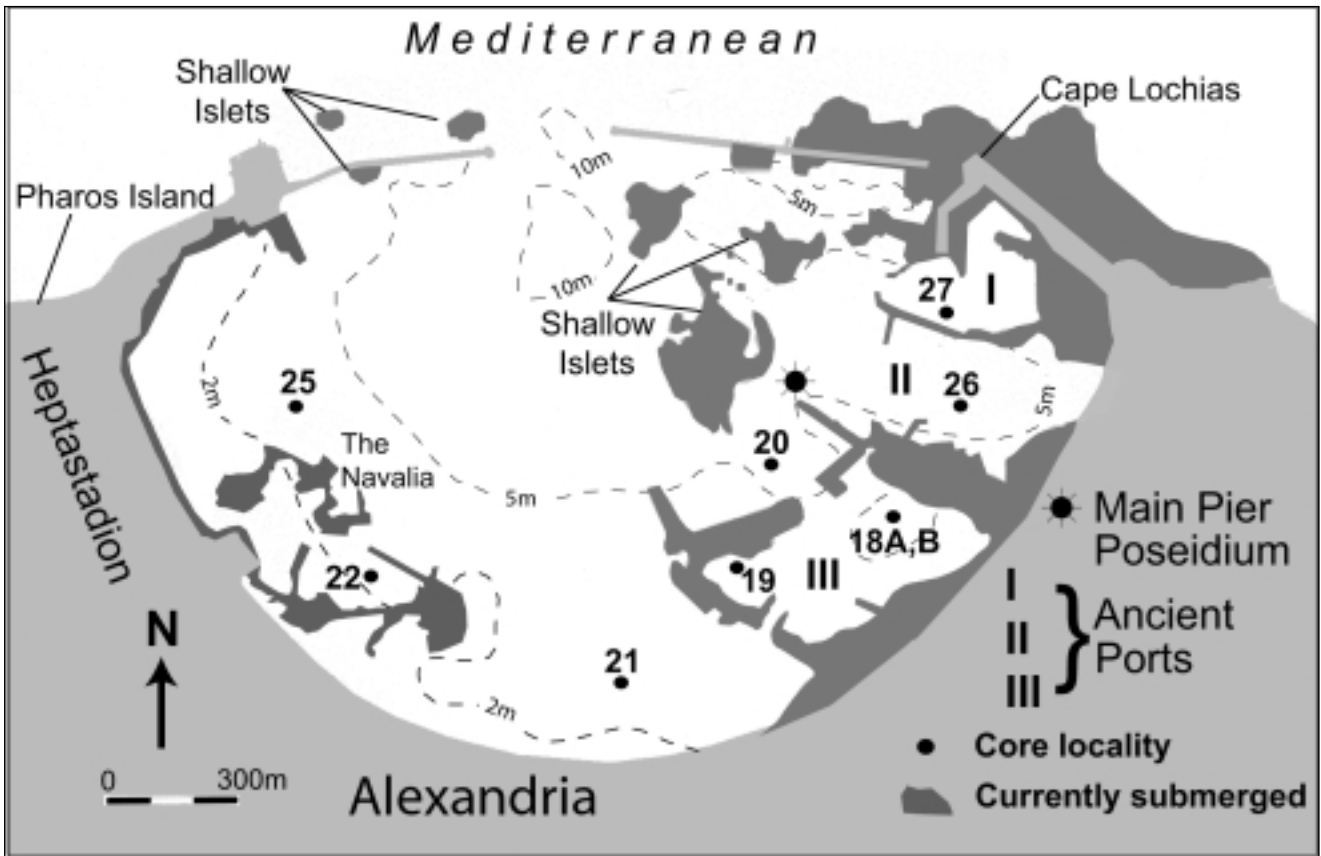 Mediterranean
Shallow
Islets
Cape Lochias
10m
Pharos Island
5m
10m
27
I
Shallow
Islets
Heptastadion
2m
25
II
26
5m
The
Navalia
20
5m
Main Pier
Poseidium
18A,B
22
19
III
I
II
III
Ancient
Ports
N
21
2m
Core locality
0 300m
Alexandria
Currently submerged